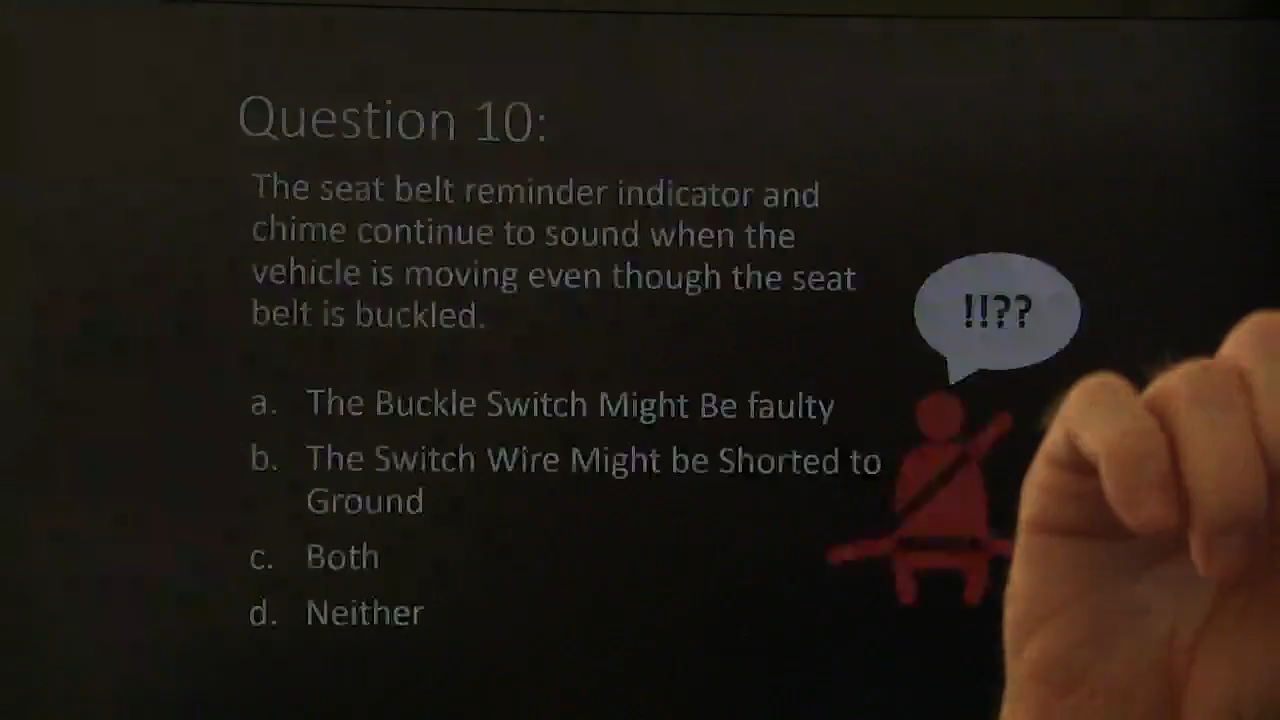 Question 10:
The seat belt reminder indicator and
chime continue to sound when the
vehicle is moving even though the seat
belt is buckled.
!!??
a. The Buckle Switch Might Be faulty
b. The Switch Wire Might be Shorted to
Ground
c. Both
d. Neither